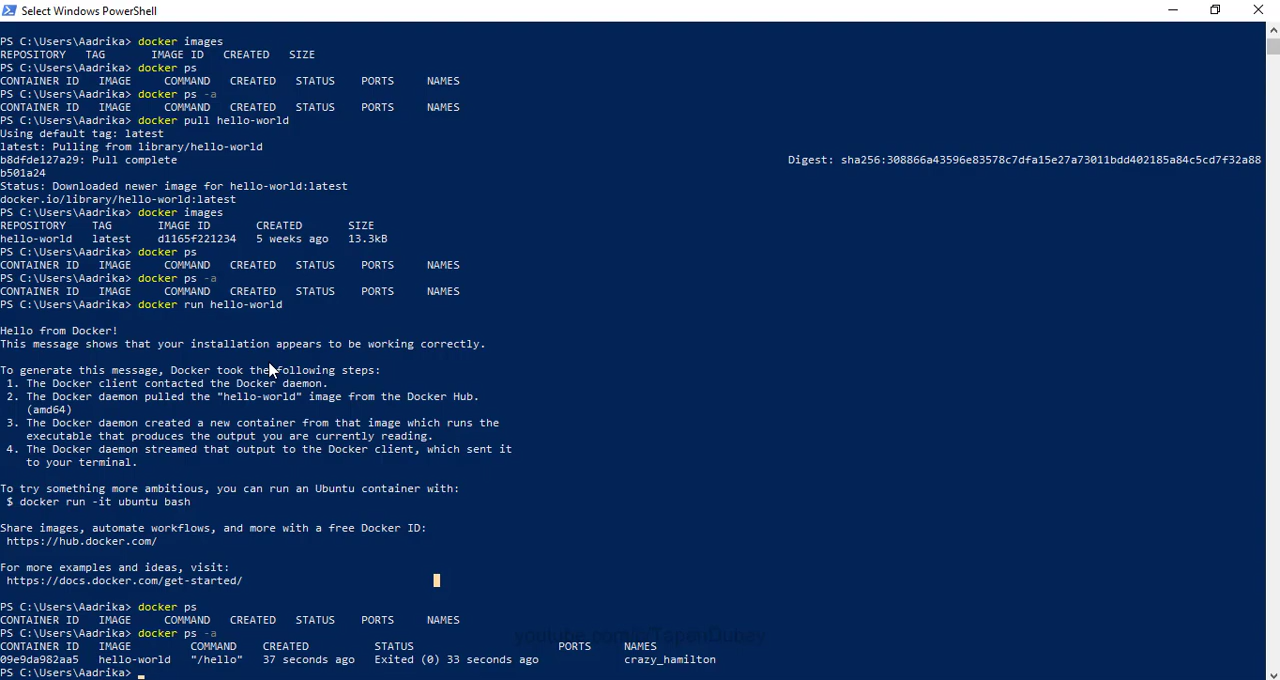 Select Windows PowerShell
PS C:\Users\Aadrika> docker images
REPOSITORY   TAG       IMAGE ID   CREATED   SIZE
PS C:\Users\Aadrika> docker ps
CONTAINER ID   IMAGE     COMMAND   CREATED   STATUS    PORTS     NAMES
PS C:\Users\Aadrika> docker ps -a
CONTAINER ID   IMAGE     COMMAND   CREATED   STATUS    PORTS     NAMES
PS C:\Users\Aadrika> docker pull hello-world
Using default tag: latest
latest: Pulling from library/hello-world
b8dfde127a29: Pull complete Digest: sha256:308866a43596e83578c7dfa15e27a73011bdd402185a84c5cd7f32a88
b501a24
Status: Downloaded newer image for hello-world:latest
docker.io/library/hello-world:latest
PS C:\Users\Aadrika> docker images
REPOSITORY    TAG       IMAGE ID       CREATED       SIZE
hello-world   latest    d1165f221234   5 weeks ago   13.3kB
PS C:\Users\Aadrika> docker ps
CONTAINER ID   IMAGE     COMMAND   CREATED   STATUS    PORTS     NAMES
PS C:\Users\Aadrika> docker ps -a
CONTAINER ID   IMAGE     COMMAND   CREATED   STATUS    PORTS     NAMES
PS C:\Users\Aadrika> docker run hello-world
Hello from Docker!
This message shows that your installation appears to be working correctly.
To generate this message, Docker took the following steps:
1. The Docker client contacted the Docker daemon.
2. The Docker daemon pulled the "hello-world" image from the Docker Hub.
(amd64)
3. The Docker daemon created a new container from that image which runs the
executable that produces the output you are currently reading.
4. The Docker daemon streamed that output to the Docker client, which sent it
to your terminal.
To try something more ambitious, you can run an Ubuntu container with:
$ docker run -it ubuntu bash
Share images, automate workflows, and more with a free Docker ID:
https://hub.docker.com/
For more examples and ideas, visit:
https://docs.docker.com/get-started/
PS C:\Users\Aadrika> docker ps
CONTAINER ID   IMAGE     COMMAND   CREATED   STATUS    PORTS     NAMES
PS C:\Users\Aadrika> docker ps -a
CONTAINER ID   IMAGE         COMMAND    CREATED          STATUS                      PORTS     NAMES
09e9da982aa5   hello-world   "/hello"   37 seconds ago   Exited (0) 33 seconds ago             crazy_hamilton
PS C:\Users\Aadrika>